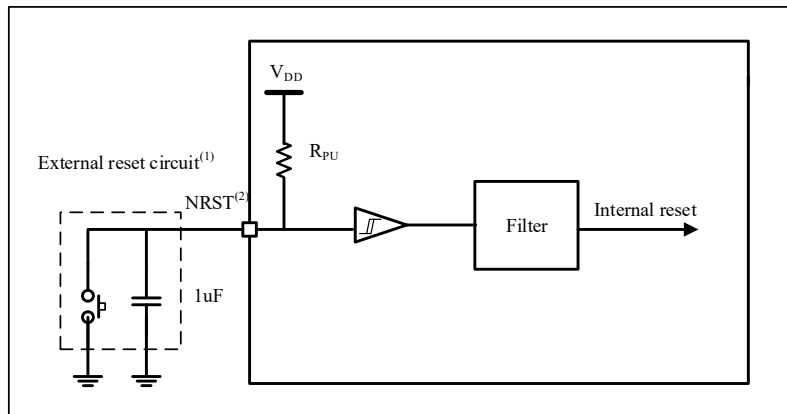 V_DD
R_PU
External reset circuit(1)
NRST(2)
Filter
Internal reset
1uF